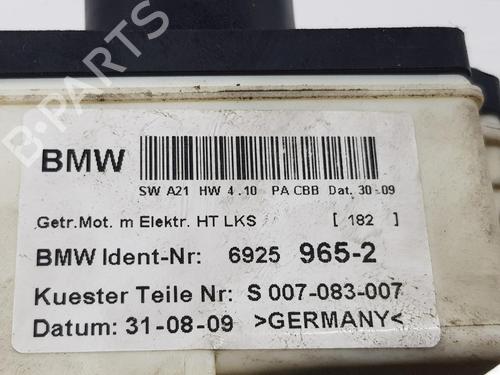 B-PARTS
BMW
SW A21 HW 4.10 PA CBB Dat. 30-09
Getr.Mot. m Elektr. HT LKS [ 182 ]
BMW Ident-Nr: 6925 965-2
Kuester Teile Nr: S 007-083-007
Datum: 31-08-09 >GERMANY<